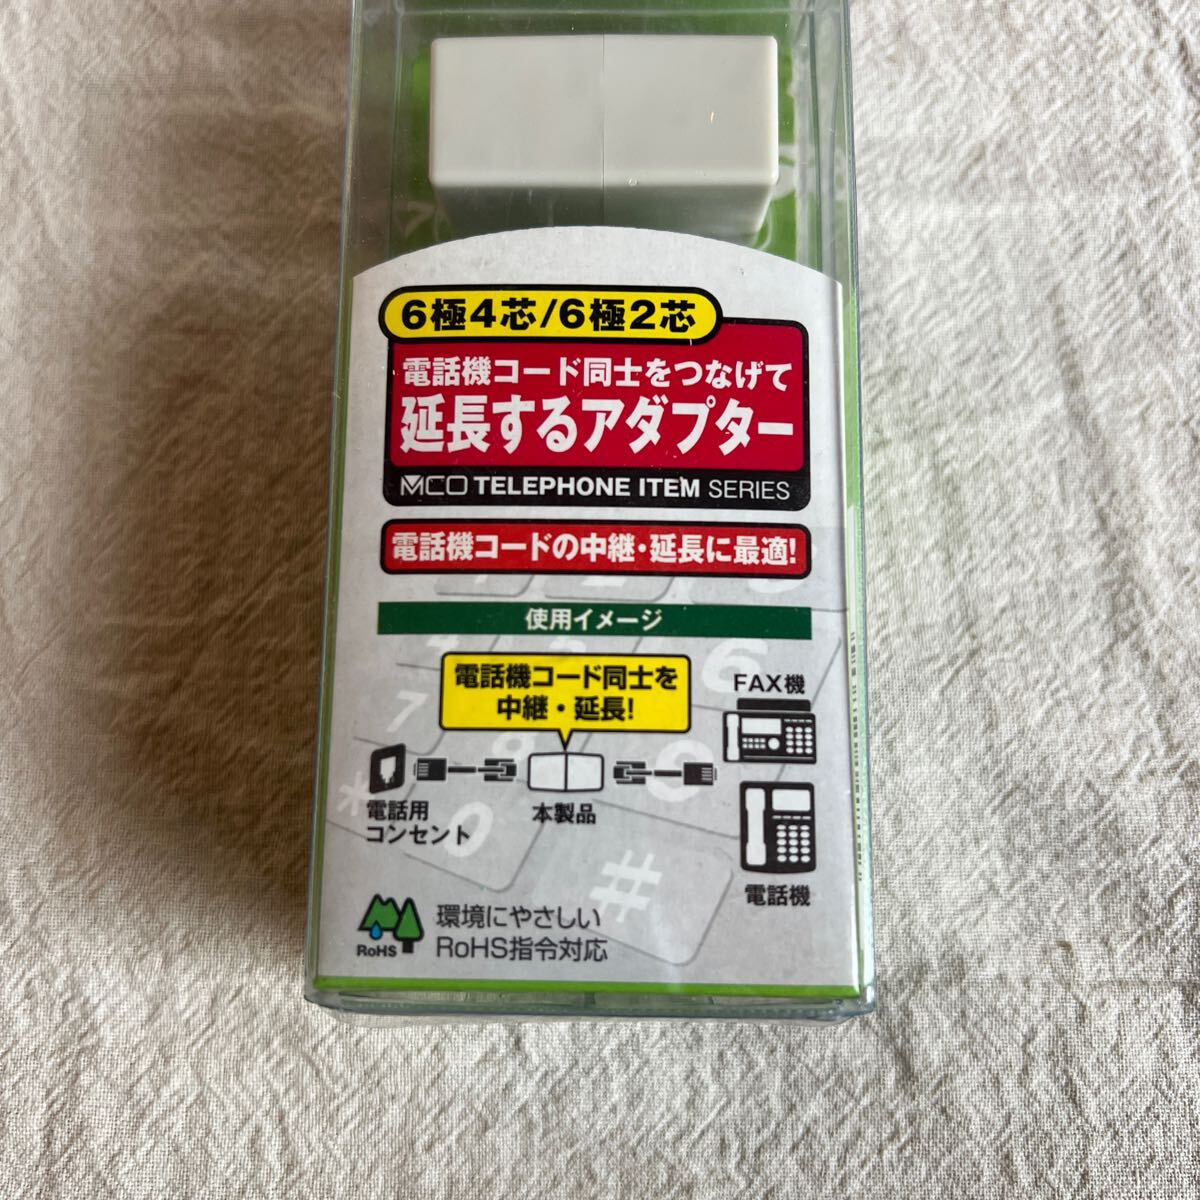 6極4芯/6極2芯
電話機コード同士をつなげて
延長するアダプター
MCO TELEPHONE ITEM SERIES
電話機コードの中継・延長に最適!
使用イメージ
電話機コード同士を
中継・延長!
FAX機
電話用
コンセント
本製品
電話機
RoHS
環境にやさしい
RoHS指令対応